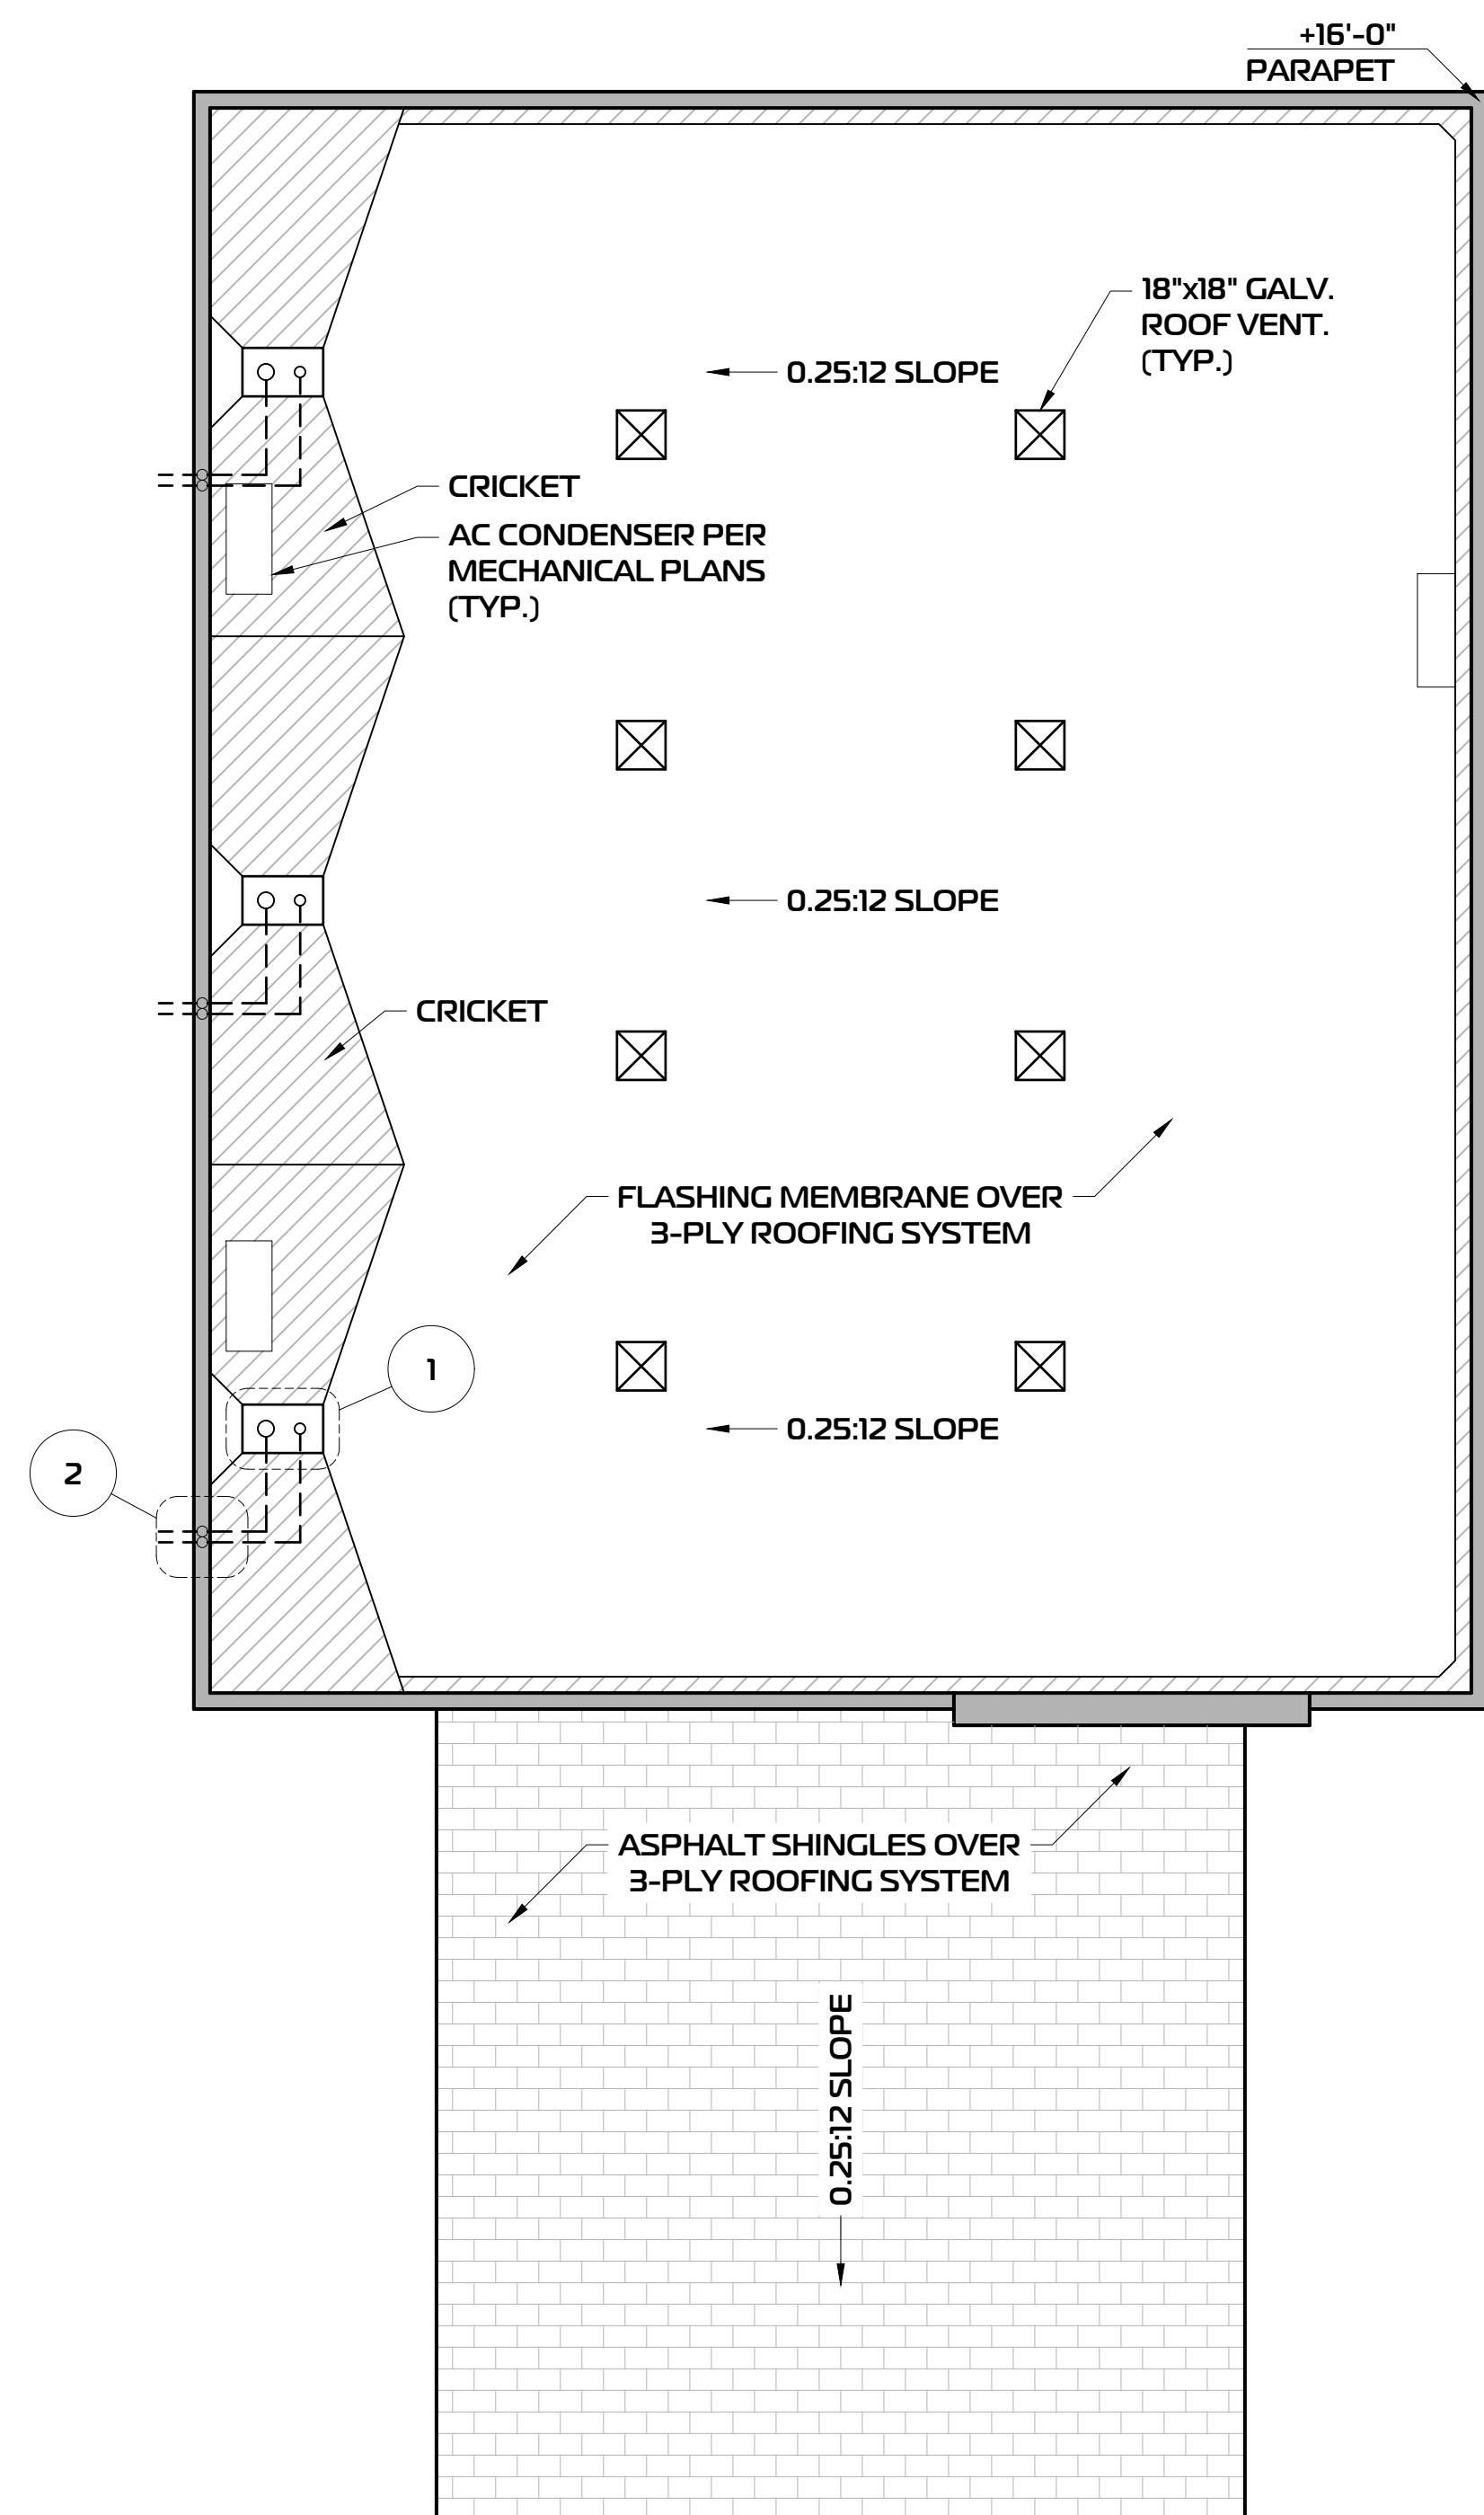 +16'-0"
PARAPET
18"x18" GALV.
ROOF VENT.
(TYP.)
0.25:12 SLOPE
CRICKET
AC CONDENSER PER
MECHANICAL PLANS
(TYP.)
0.25:12 SLOPE
CRICKET
FLASHING MEMBRANE OVER
3-PLY ROOFING SYSTEM
1
0.25:12 SLOPE
2
ASPHALT SHINGLES OVER
3-PLY ROOFING SYSTEM
0.25:12 SLOPE